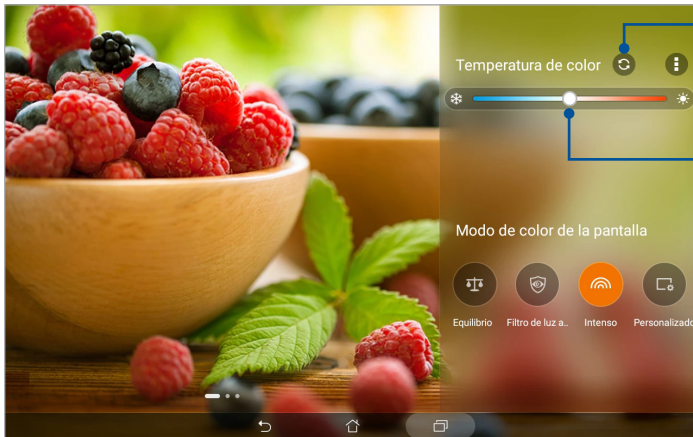 Temperatura de color
Modo de color de la pantalla
Equilibrio Filtro de luz a.. Intenso Personalizado